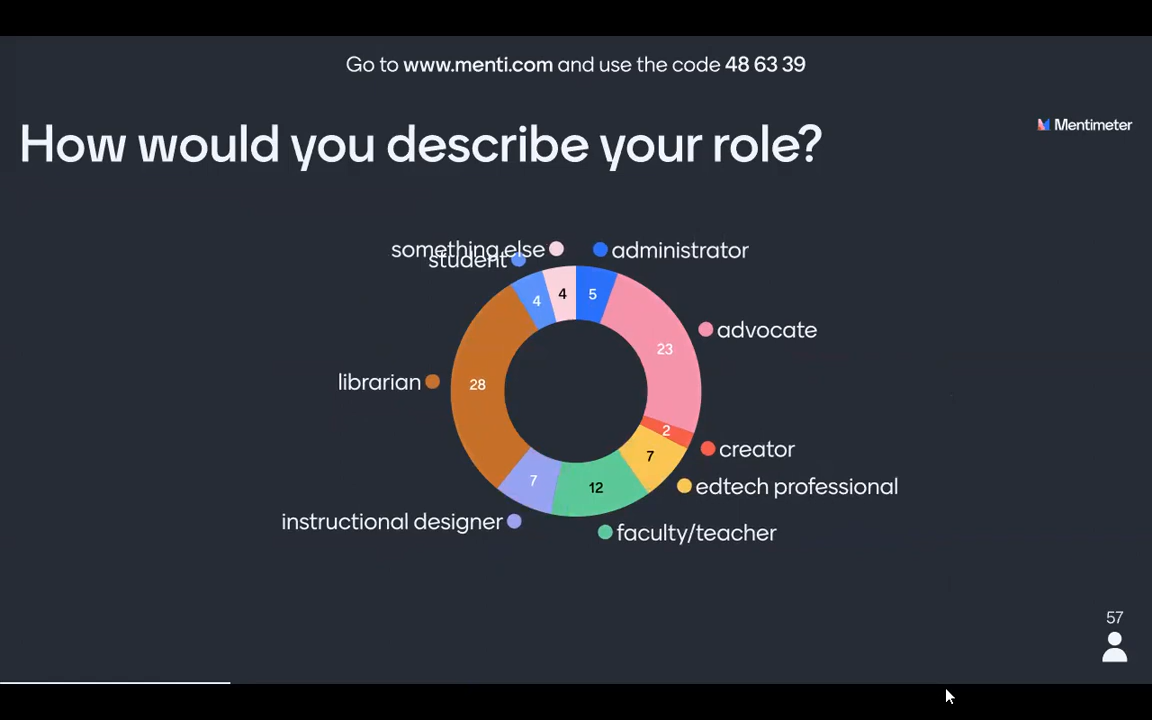 Go to www.menti.com and use the code 48 63 39
Mentimeter
How would you describe your role?
something else
administrator
student
4
4
5
advocate
23
librarian
28
2
creator
7
edtech professional
7
12
instructional designer
faculty/teacher
57